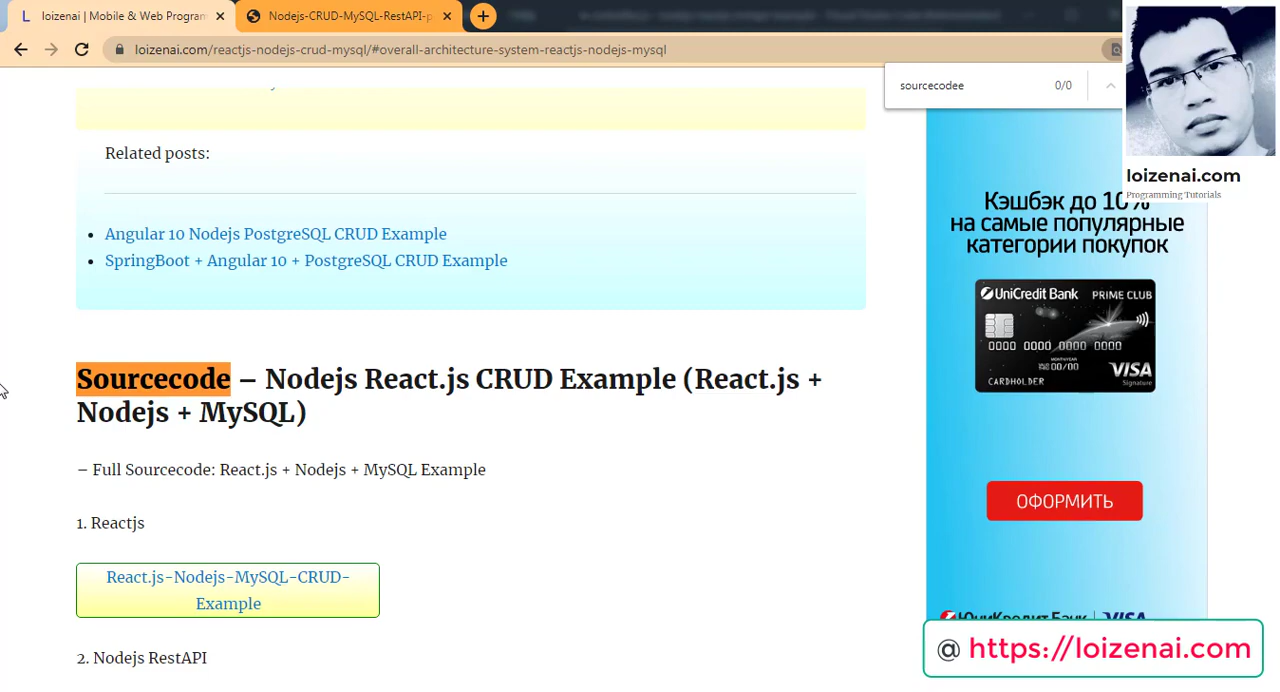 loizenai | Mobile & Web Program
Nodejs-CRUD-MySQL-RestAPI-p
loizenai.com/reactjs-nodejs-crud-mysql/#overall-architecture-system-reactjs-nodejs-mysql
sourcecodee 0/0
loizenai.com
Programming Tutorials
Related posts:
Angular 10 Nodejs PostgreSQL CRUD Example
SpringBoot + Angular 10 + PostgreSQL CRUD Example
Sourcecode – Nodejs React.js CRUD Example (React.js +
Nodejs + MySQL)
– Full Sourcecode: React.js + Nodejs + MySQL Example
1. Reactjs
React.js-Nodejs-MySQL-CRUD-
Example
2. Nodejs RestAPI
Кэшбэк до 10%
на самые популярные
категории покупок
UniCredit Bank PRIME CLUB
0000 0000 0000 0000
00/00
CARDHOLDER
VISA
Signature
ОФОРМИТЬ
ЮниКредит Банк VISA
@ https://loizenai.com